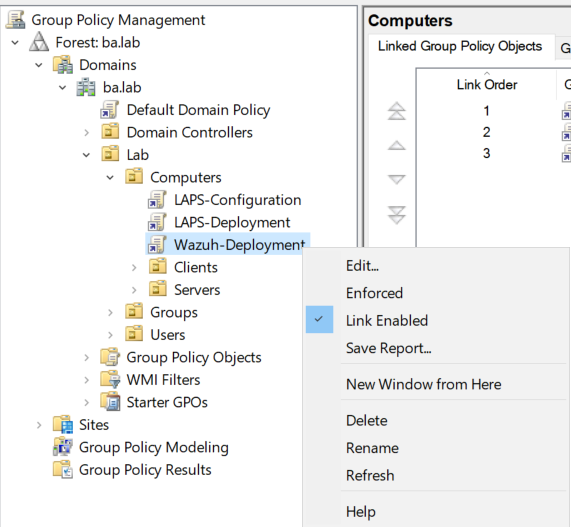 Group Policy Management
Forest: ba.lab
Domains
ba.lab
Default Domain Policy
Domain Controllers
Lab
Computers
LAPS-Configuration
LAPS-Deployment
Wazuh-Deployment
Clients
Servers
Groups
Users
Group Policy Objects
WMI Filters
Starter GPOs
Sites
Group Policy Modeling
Group Policy Results
Computers
Linked Group Policy Objects G
Link Order G
1
2
3
Edit...
Enforced
Link Enabled
Save Report...
New Window from Here
Delete
Rename
Refresh
Help